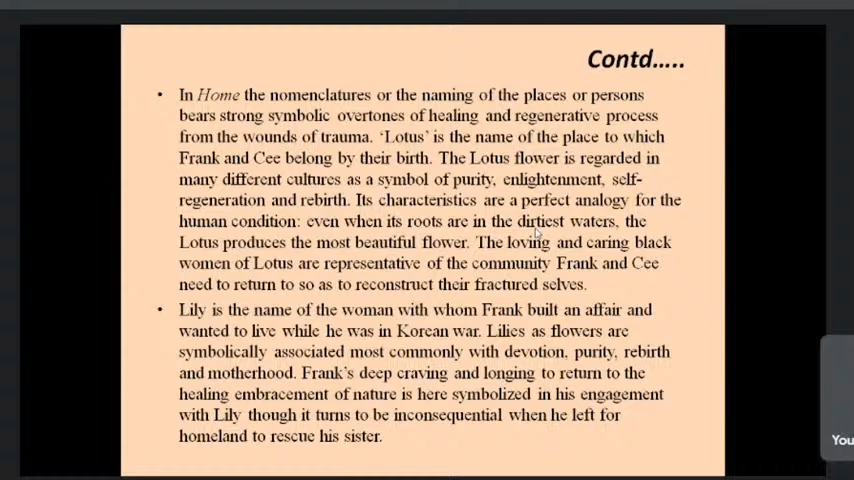 Contd.....
• In Home the nomenclatures or the naming of the places or persons
bears strong symbolic overtones of healing and regenerative process
from the wounds of trauma. ‘Lotus’ is the name of the place to which
Frank and Cee belong by their birth. The Lotus flower is regarded in
many different cultures as a symbol of purity, enlightenment, self-
regeneration and rebirth. Its characteristics are a perfect analogy for the
human condition: even when its roots are in the dirtiest waters, the
Lotus produces the most beautiful flower. The loving and caring black
women of Lotus are representative of the community Frank and Cee
need to return to so as to reconstruct their fractured selves.
• Lily is the name of the woman with whom Frank built an affair and
wanted to live while he was in Korean war. Lilies as flowers are
symbolically associated most commonly with devotion, purity, rebirth
and motherhood. Frank’s deep craving and longing to return to the
healing embracement of nature is here symbolized in his engagement
with Lily though it turns to be inconsequential when he left for
homeland to rescue his sister.
You